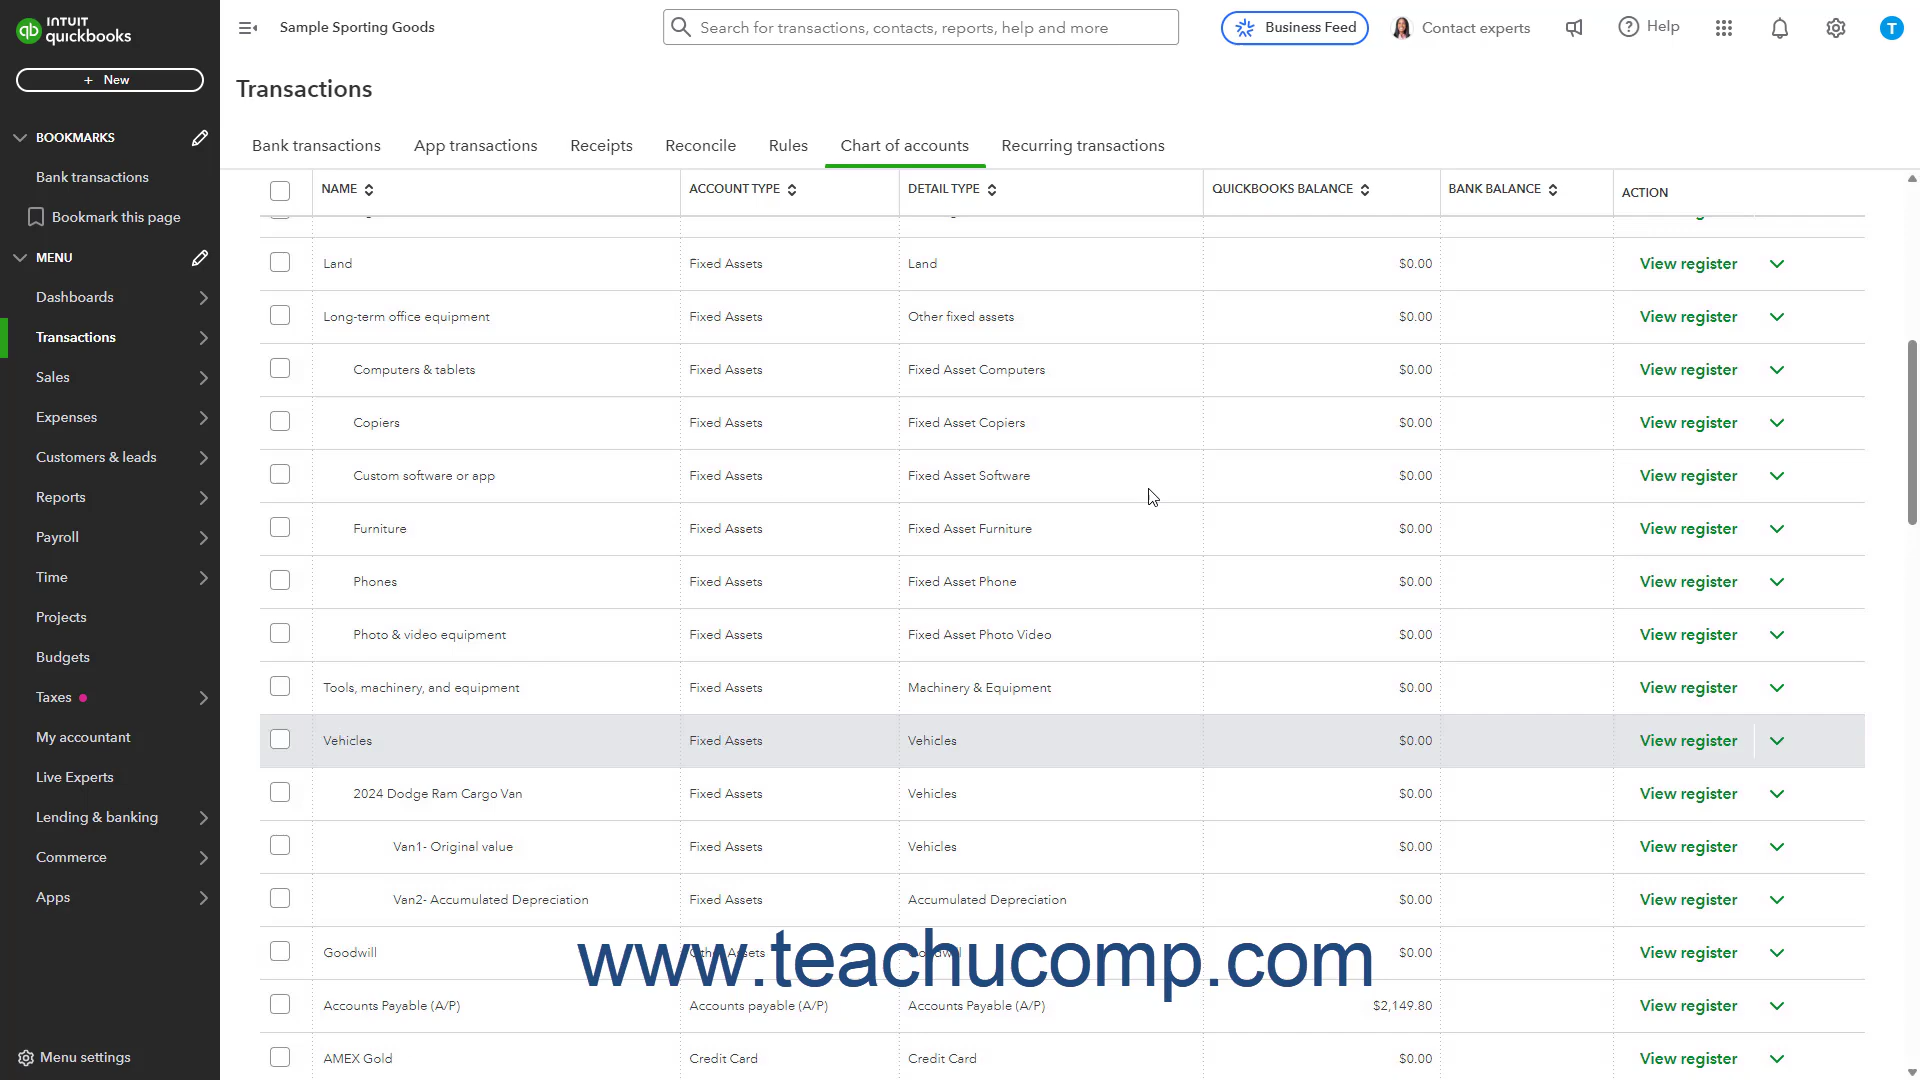 INTUIT
quickbooks
Sample Sporting Goods
Search for transactions, contacts, reports, help and more
Business Feed
Contact experts
Help
T
+ New
Transactions
BOOKMARKS
Bank transactions
Bookmark this page
MENU
Dashboards
Transactions
Sales
Expenses
Customers & leads
Reports
Payroll
Time
Projects
Budgets
Taxes
My accountant
Live Experts
Lending & banking
Commerce
Apps
Menu settings
Bank transactions App transactions Receipts Reconcile Rules Chart of accounts Recurring transactions
NAME ACCOUNT TYPE DETAIL TYPE QUICKBOOKS BALANCE BANK BALANCE ACTION
Land Fixed Assets Land $0.00 View register
Long-term office equipment Fixed Assets Other fixed assets $0.00 View register
Computers & tablets Fixed Assets Fixed Asset Computers $0.00 View register
Copiers Fixed Assets Fixed Asset Copiers $0.00 View register
Custom software or app Fixed Assets Fixed Asset Software $0.00 View register
Furniture Fixed Assets Fixed Asset Furniture $0.00 View register
Phones Fixed Assets Fixed Asset Phone $0.00 View register
Photo & video equipment Fixed Assets Fixed Asset Photo Video $0.00 View register
Tools, machinery, and equipment Fixed Assets Machinery & Equipment $0.00 View register
Vehicles Fixed Assets Vehicles $0.00 View register
2024 Dodge Ram Cargo Van Fixed Assets Vehicles $0.00 View register
Van1- Original value Fixed Assets Vehicles $0.00 View register
Van2- Accumulated Depreciation Fixed Assets Accumulated Depreciation $0.00 View register
Goodwill Other Assets Goodwill $0.00 View register
www.teachucomp.com
Accounts Payable (A/P) Accounts payable (A/P) Accounts Payable (A/P) $2,149.80 View register
AMEX Gold Credit Card Credit Card $0.00 View register